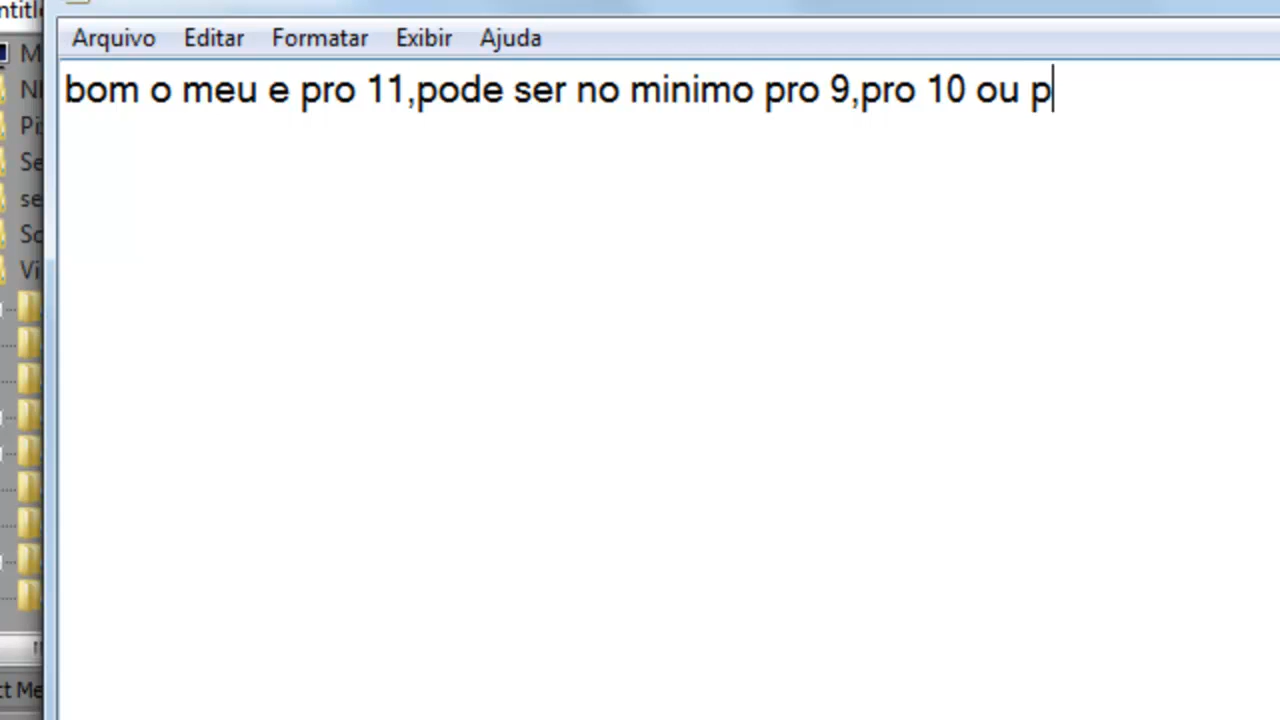 Arquivo Editar Formatar Exibir Ajuda
bom o meu e pro 11,pode ser no minimo pro 9,pro 10 ou p